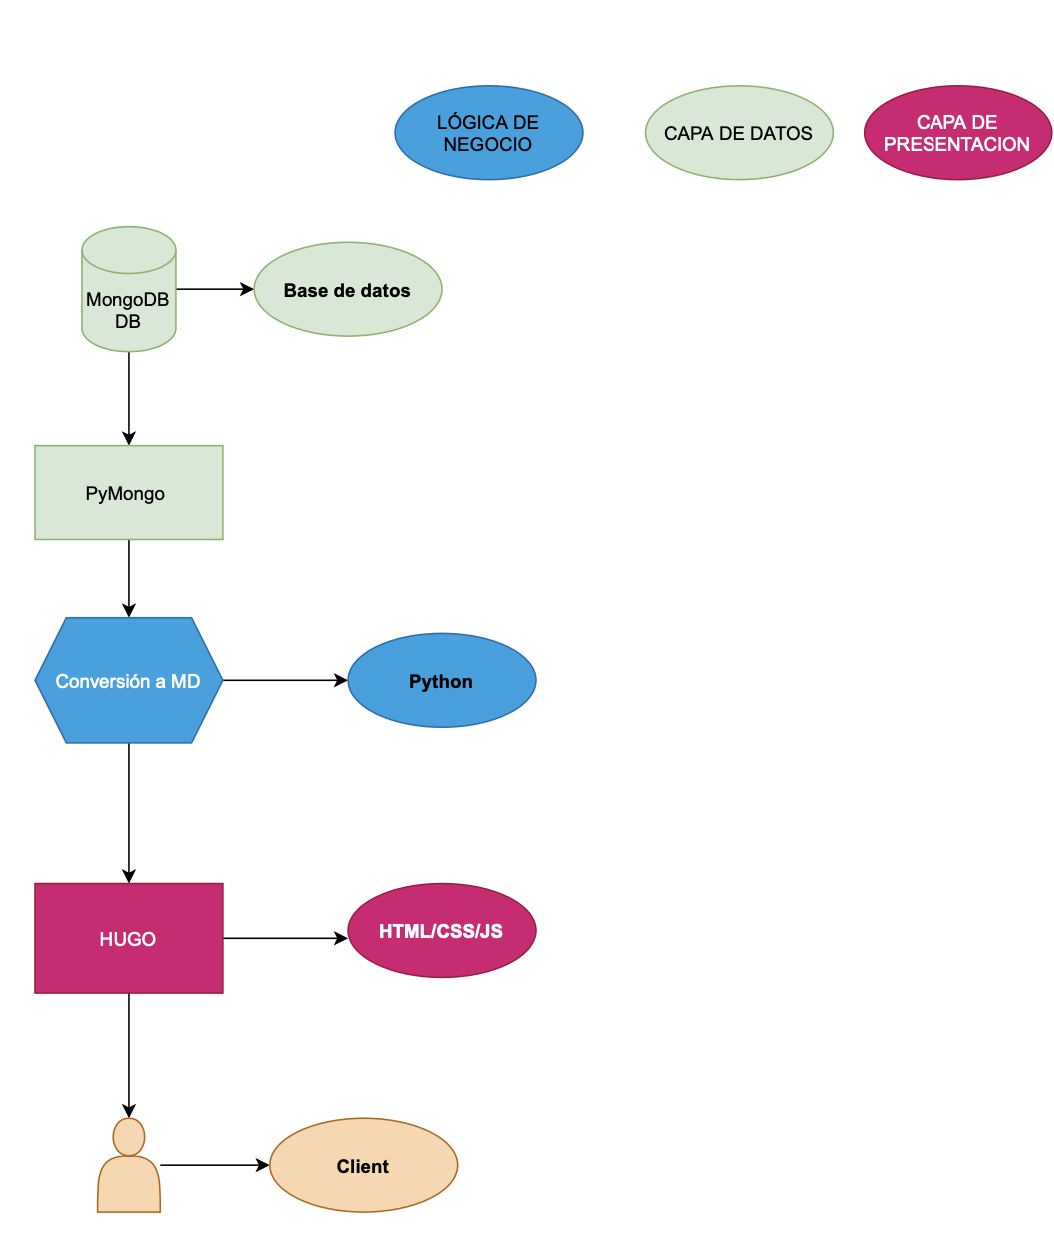 LÓGICA DE
NEGOCIO
CAPA DE DATOS
CAPA DE
PRESENTACION
MongoDB
DB
Base de datos
PyMongo
Conversión a MD
Python
HUGO
HTML/CSS/JS
Client